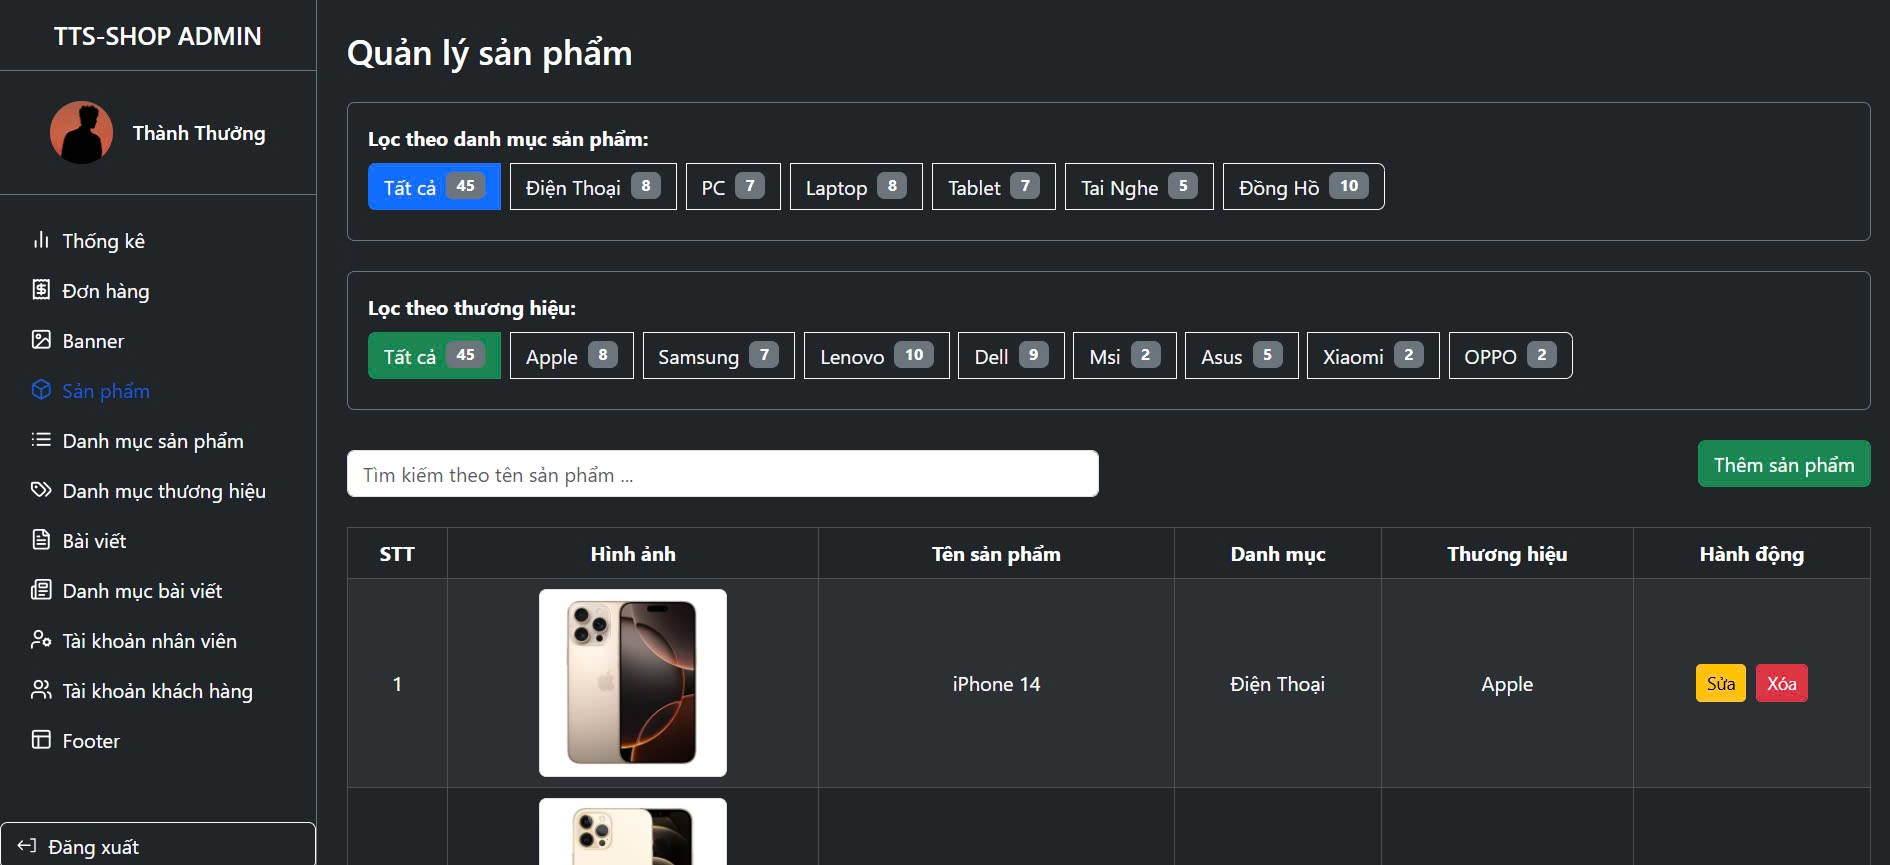 TTS-SHOP ADMIN
Thành Thưởng
Thống kê
Đơn hàng
Banner
Sản phẩm
Danh mục sản phẩm
Danh mục thương hiệu
Bài viết
Danh mục bài viết
Tài khoản nhân viên
Tài khoản khách hàng
Footer
Đăng xuất
Quản lý sản phẩm
Lọc theo danh mục sản phẩm:
Tất cả 45 Điện Thoại 8 PC 7 Laptop 8 Tablet 7 Tai Nghe 5 Đồng Hồ 10
Lọc theo thương hiệu:
Tất cả 45 Apple 8 Samsung 7 Lenovo 10 Dell 9 Msi 2 Asus 5 Xiaomi 2 OPPO 2
Tìm kiếm theo tên sản phẩm ...
Thêm sản phẩm
STT Hình ảnh Tên sản phẩm Danh mục Thương hiệu Hành động
1 iPhone 14 Điện Thoại Apple Sửa Xóa